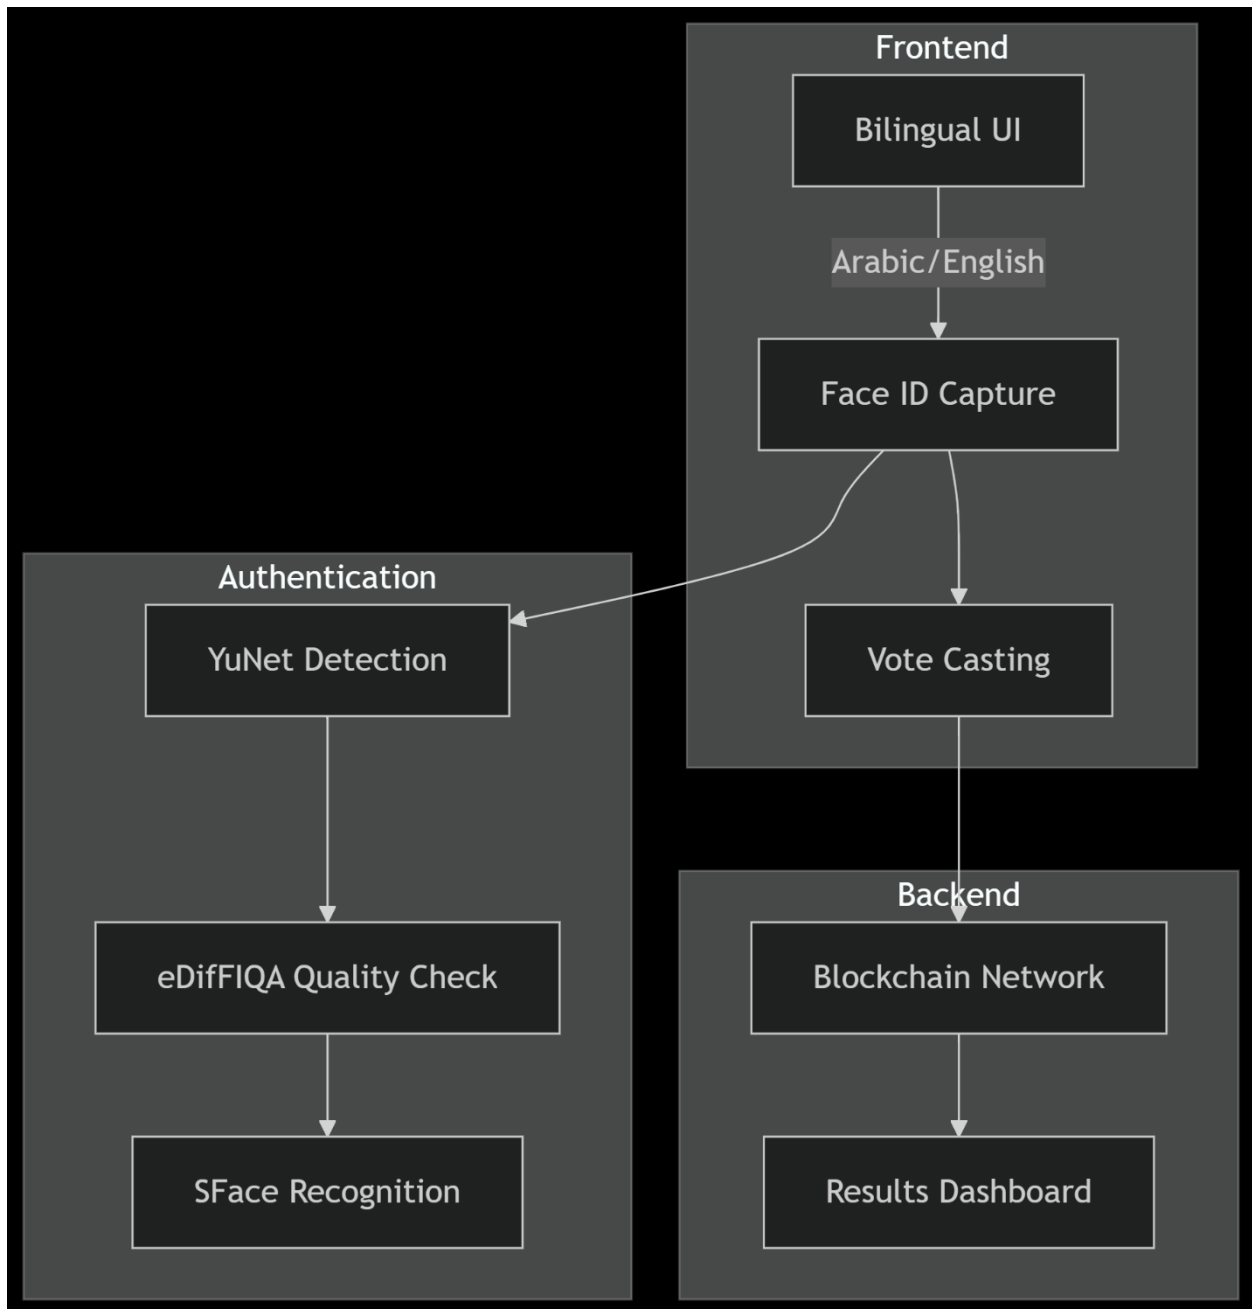 Frontend
Bilingual UI
Arabic/English
Face ID Capture
Authentication
YuNet Detection
Vote Casting
Backend
eDifFIQA Quality Check
Blockchain Network
SFace Recognition
Results Dashboard